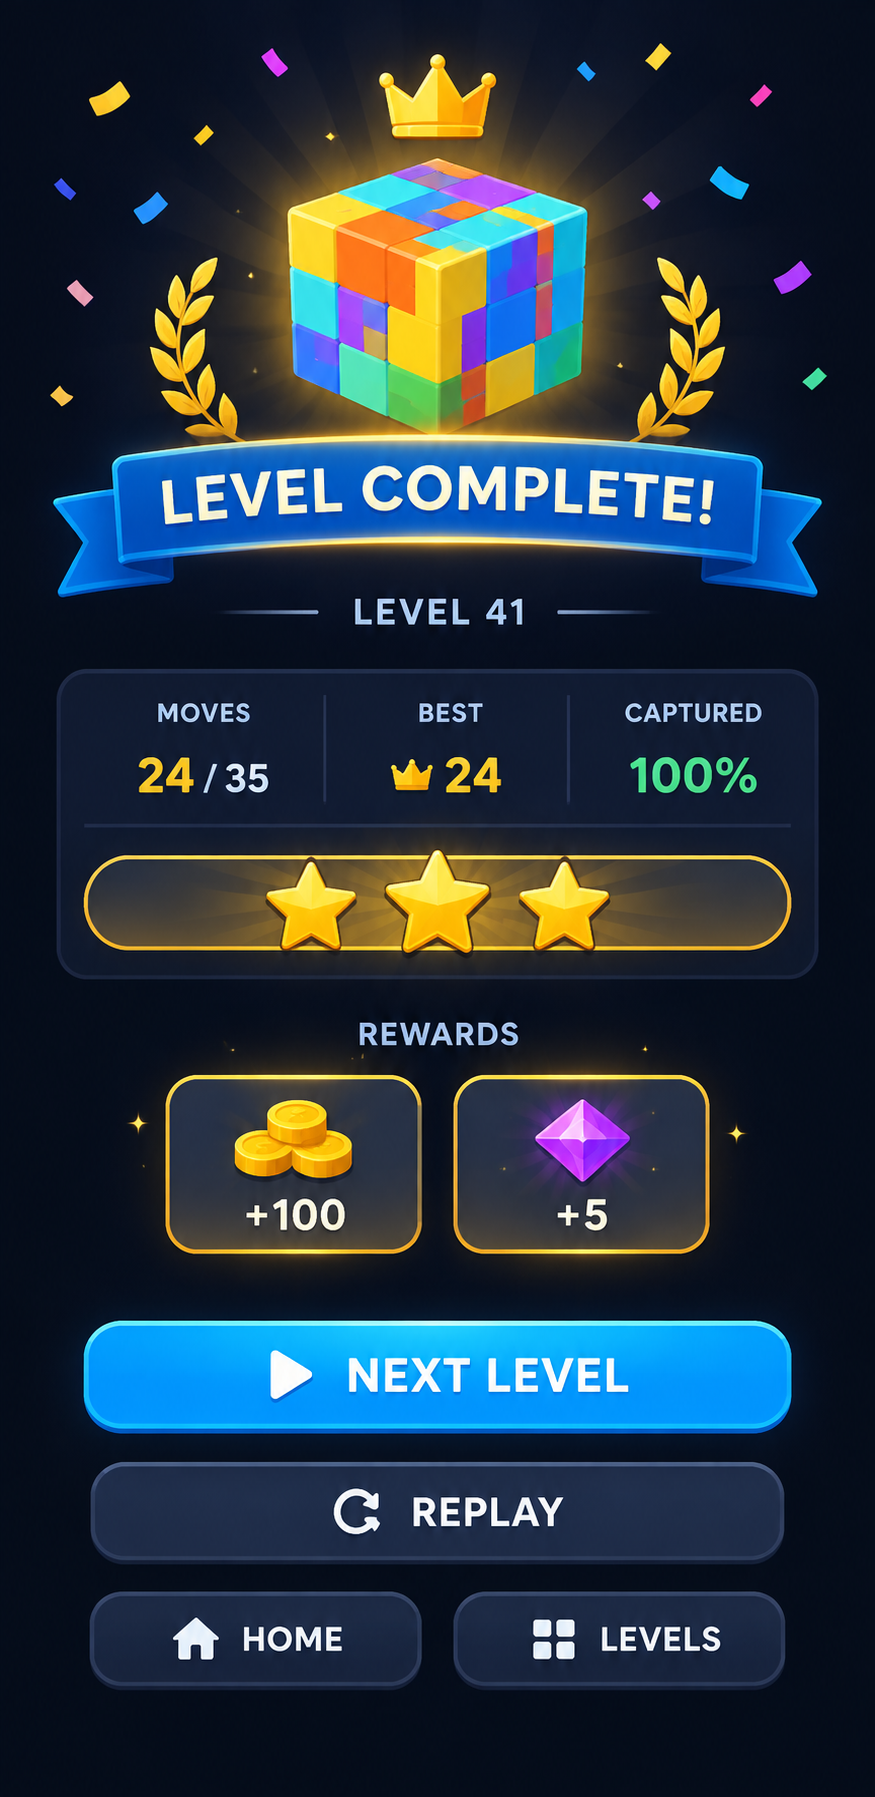 LEVEL COMPLETE!
LEVEL 41
MOVES BEST CAPTURED
24 / 35 24 100%
REWARDS
+100 +5
NEXT LEVEL
REPLAY
HOME LEVELS